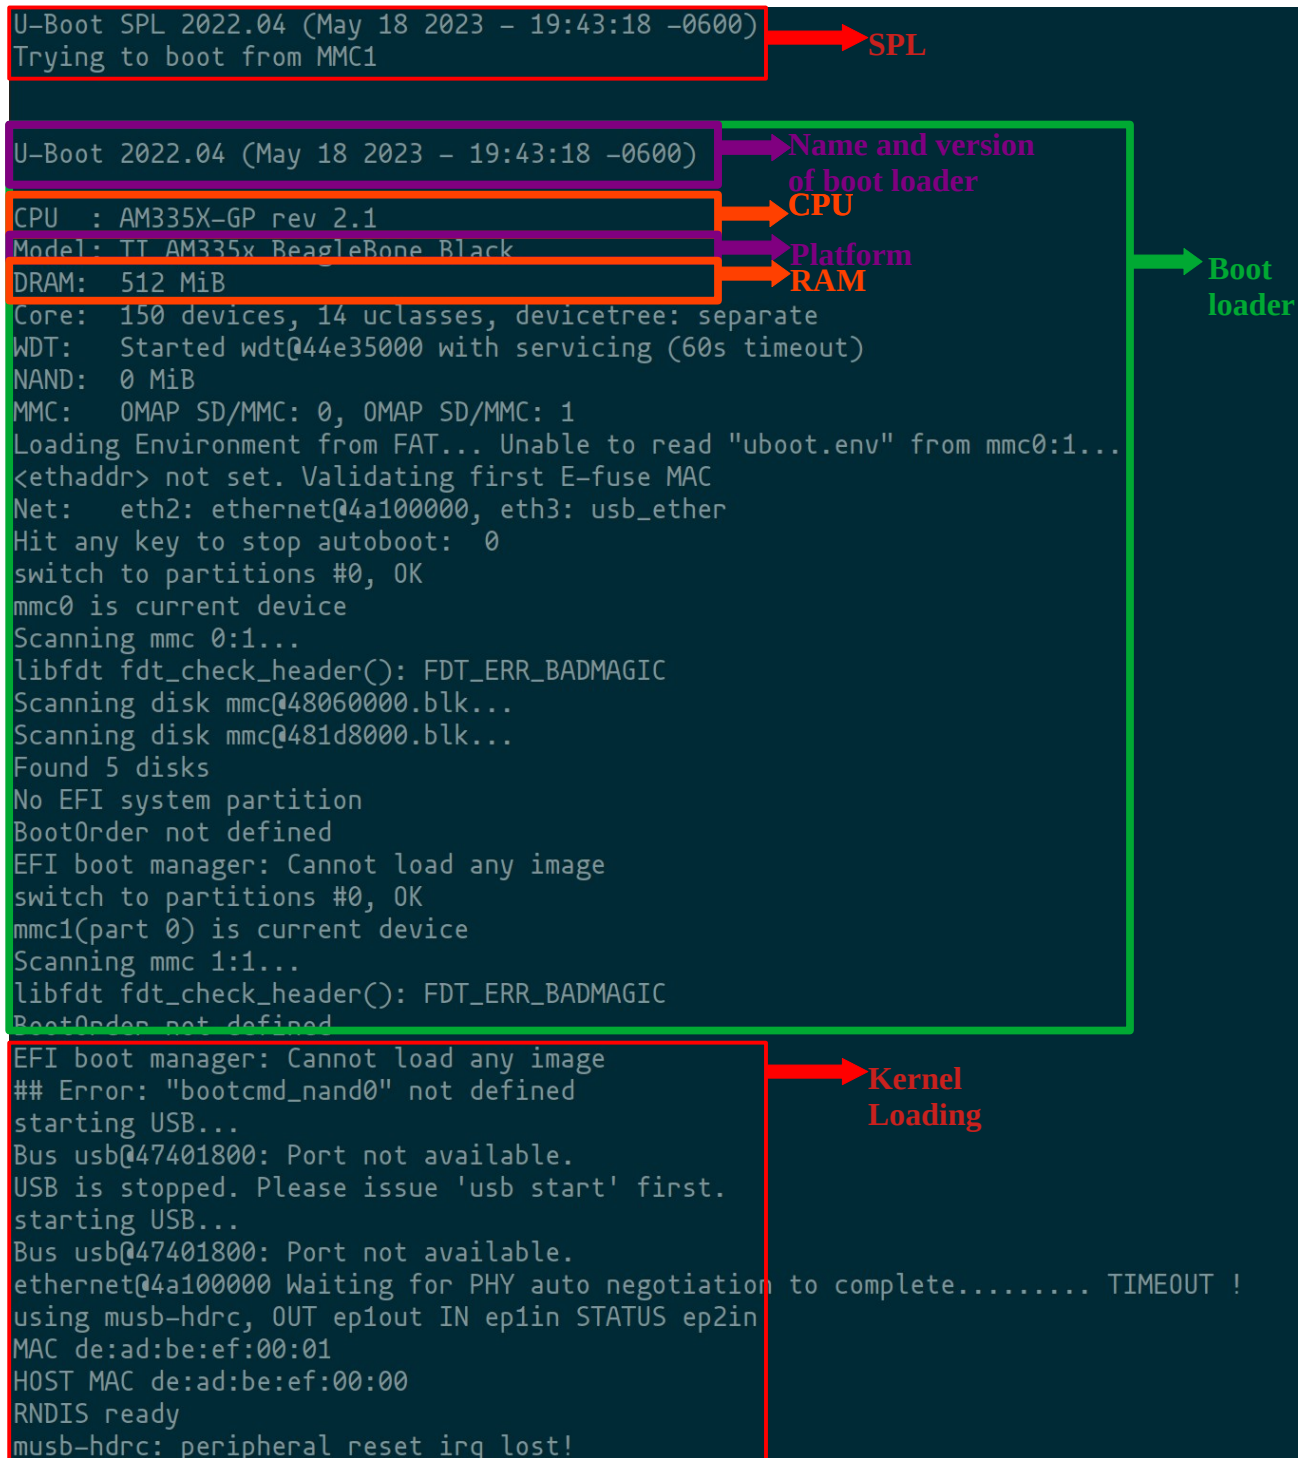 U-Boot SPL 2022.04 (May 18 2023 - 19:43:18 -0600)
Trying to boot from MMC1
SPL
U-Boot 2022.04 (May 18 2023 - 19:43:18 -0600)
Name and version
of boot loader
CPU  : AM335X-GP rev 2.1
CPU
Model: TI AM335x BeagleBone Black
Platform
DRAM:  512 MiB
RAM
Boot
loader
Core:  150 devices, 14 uclasses, devicetree: separate
WDT:   Started wdt@44e35000 with servicing (60s timeout)
NAND:  0 MiB
MMC:   OMAP SD/MMC: 0, OMAP SD/MMC: 1
Loading Environment from FAT... Unable to read "uboot.env" from mmc0:1...
<ethaddr> not set. Validating first E-fuse MAC
Net:   eth2: ethernet@4a100000, eth3: usb_ether
Hit any key to stop autoboot:  0
switch to partitions #0, OK
mmc0 is current device
Scanning mmc 0:1...
libfdt fdt_check_header(): FDT_ERR_BADMAGIC
Scanning disk mmc@48060000.blk...
Scanning disk mmc@481d8000.blk...
Found 5 disks
No EFI system partition
BootOrder not defined
EFI boot manager: Cannot load any image
switch to partitions #0, OK
mmc1(part 0) is current device
Scanning mmc 1:1...
libfdt fdt_check_header(): FDT_ERR_BADMAGIC
BootOrder not defined
EFI boot manager: Cannot load any image
Kernel
Loading
## Error: "bootcmd_nand0" not defined
starting USB...
Bus usb@47401800: Port not available.
USB is stopped. Please issue 'usb start' first.
starting USB...
Bus usb@47401800: Port not available.
ethernet@4a100000 Waiting for PHY auto negotiation to complete......... TIMEOUT !
using musb-hdrc, OUT ep1out IN ep1in STATUS ep2in
MAC de:ad:be:ef:00:01
HOST MAC de:ad:be:ef:00:00
RNDIS ready
musb-hdrc: peripheral reset irq lost!